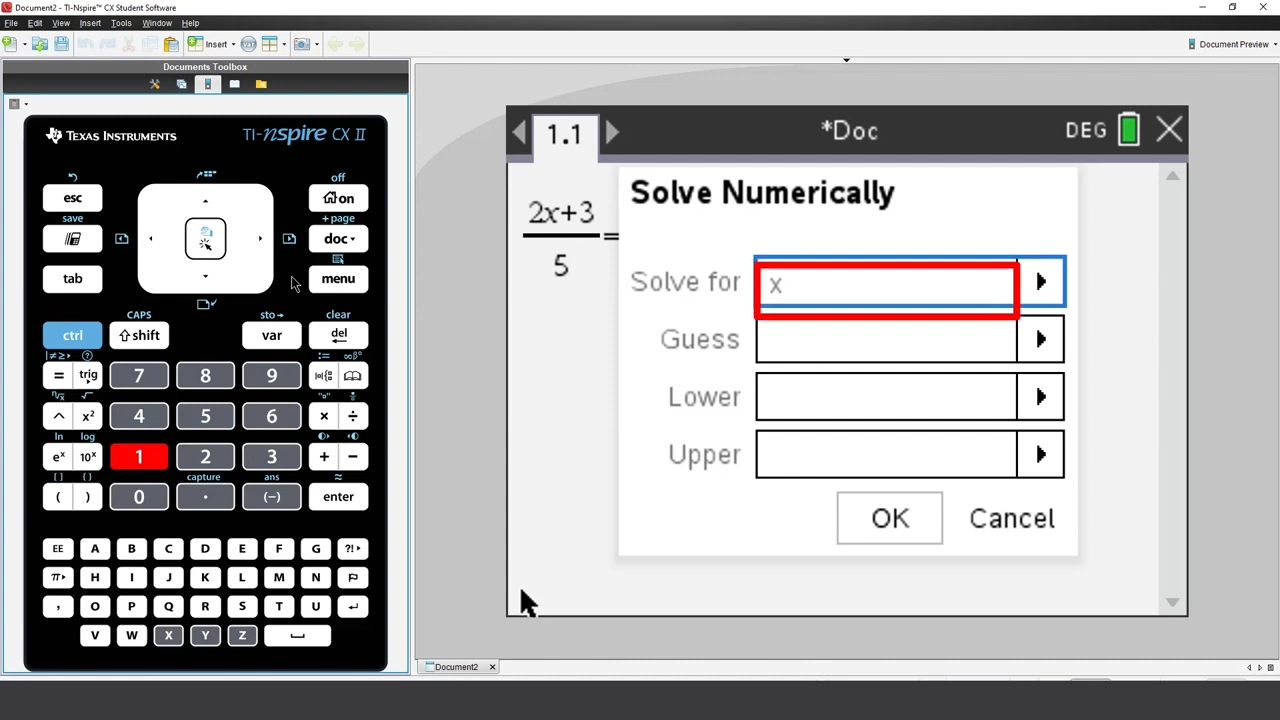 Document2 - TI-Nspire™ CX Student Software
File Edit View Insert Tools Window Help
Insert
Document Preview
Documents Toolbox
TEXAS INSTRUMENTS TI-nspire CX II
off
esc on
save + page
doc
tab menu
CAPS sto→ clear
ctrl shift var del
= trig 7 8 9
^ x² 4 5 6 × ÷
ln log
eˣ 10ˣ 1 2 3 + −
[ ] { } capture ans ≈
( ) 0 . (−) enter
EE A B C D E F G ?!
π H I J K L M N
, O P Q R S T U
V W X Y Z
1.1 *Doc DEG
2x+3
=
5
Solve Numerically
Solve for x
Guess
Lower
Upper
OK Cancel
Document2